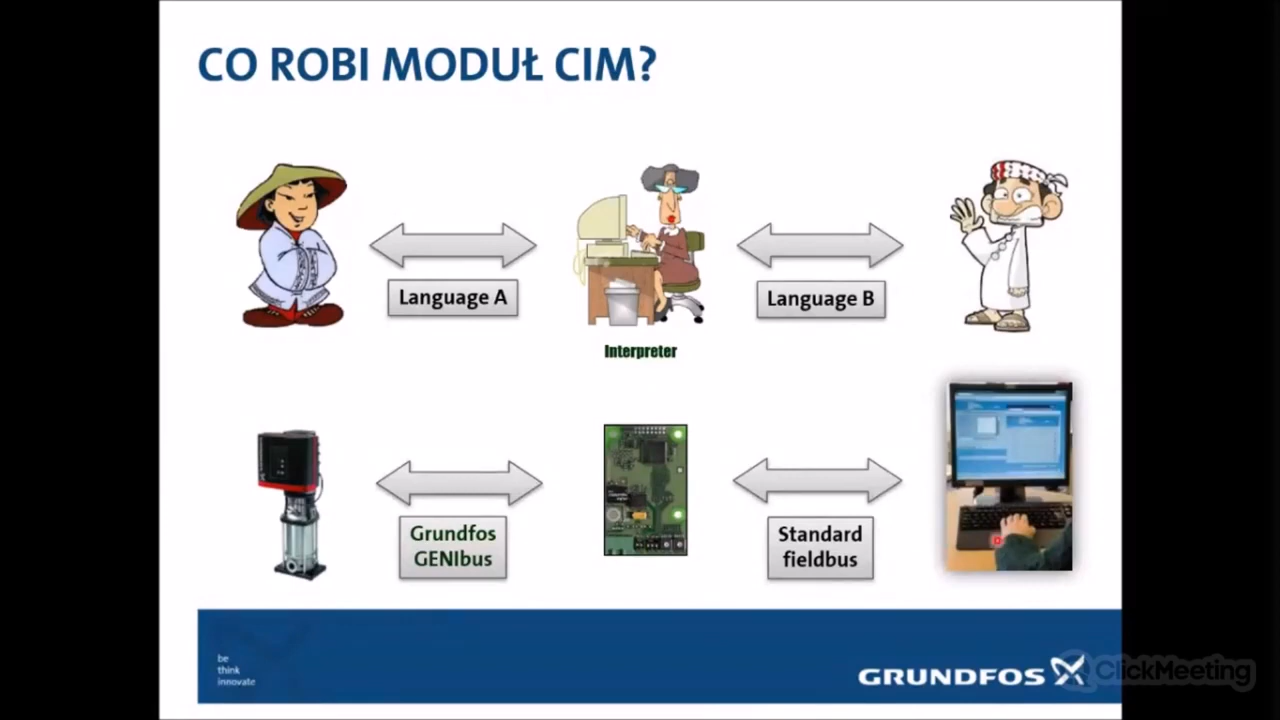 CO ROBI MODUŁ CIM?
Language A
Language B
Interpreter
Grundfos
GENIbus
Standard
fieldbus
be
think
innovate
GRUNDFOS
ClickMeeting